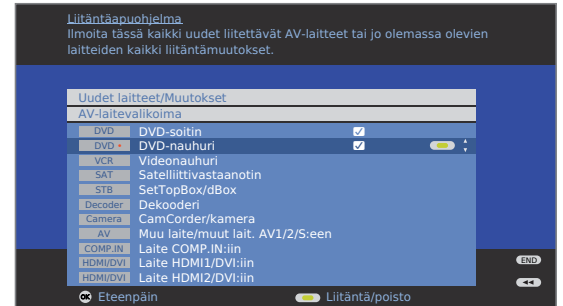 Liitäntäapuohjelma
Ilmoita tässä kaikki uudet liitettävät AV-laitteet tai jo olemassa olevien
laitteiden kaikki liitäntämuutokset.
Uudet laitteet/Muutokset
AV-laitevalikoima
DVD DVD-soitin
DVD • DVD-nauhuri
VCR Videonauhuri
SAT Satelliittivastaanotin
STB SetTopBox/dBox
Decoder Dekooderi
Camera CamCorder/kamera
AV Muu laite/muut lait. AV1/2/S:een
COMP.IN Laite COMP.IN:iin
HDMI/DVI Laite HDMI1/DVI:iin
HDMI/DVI Laite HDMI2/DVI:iin
END
OK Eteenpäin Liitäntä/poisto